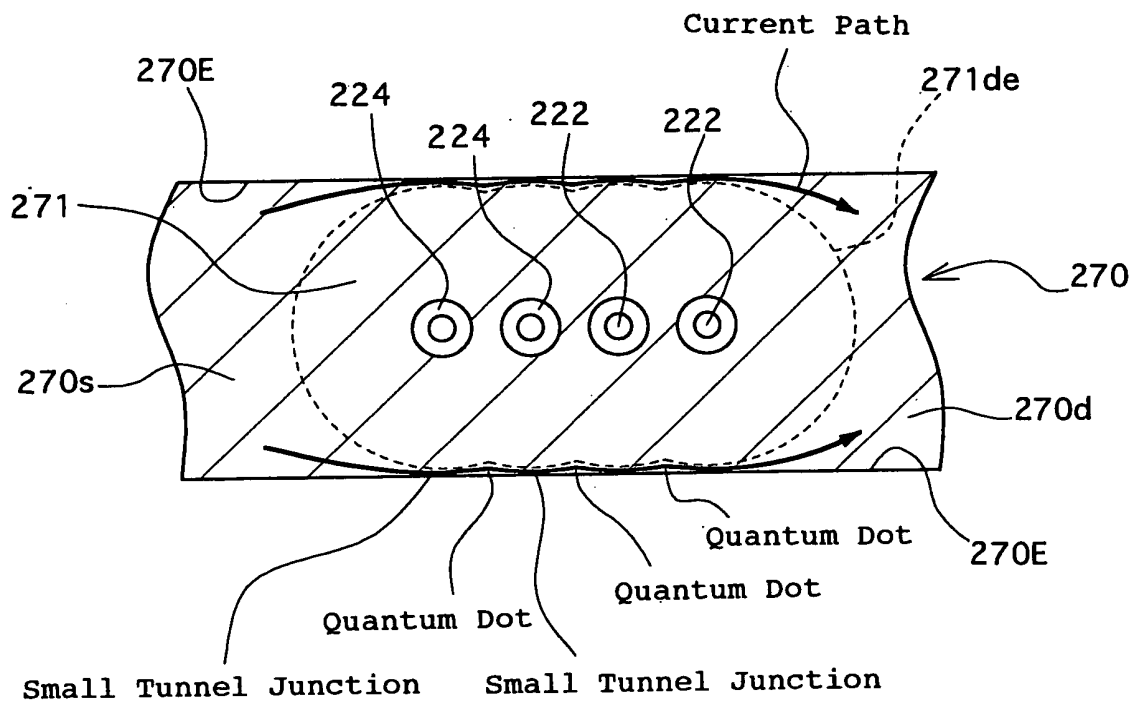 Current Path
270E
271de
224
224
222
222
271
270
270s
270d
Quantum Dot
270E
Quantum Dot
Quantum Dot
Small Tunnel Junction
Small Tunnel Junction